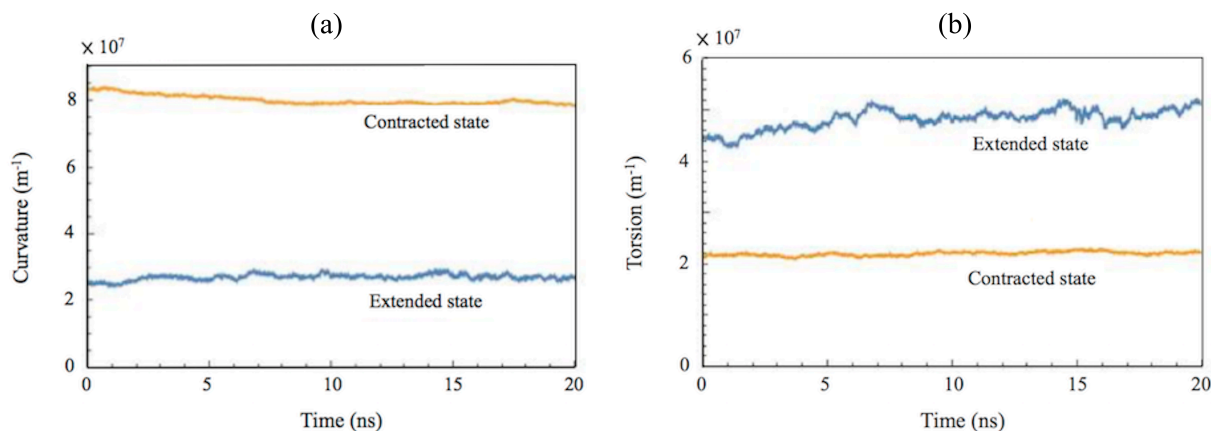 (a)
× 10⁷
8
6
4
2
0
Curvature (m⁻¹)
Contracted state
Extended state
0 5 10 15 20
Time (ns)
(b)
× 10⁷
6
4
2
0
Torsion (m⁻¹)
Extended state
Contracted state
0 5 10 15 20
Time (ns)